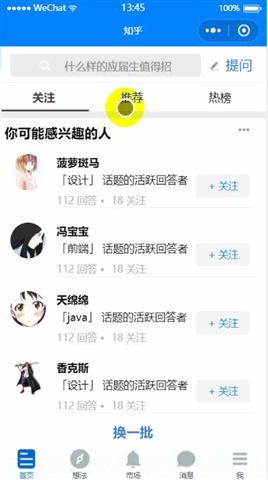 WeChat 13:45 100%
知乎
什么样的应届生值得招 提问
关注 推荐 热榜
你可能感兴趣的人
菠萝斑马
「设计」 话题的活跃回答者
112 回答 • 18 关注
+ 关注
冯宝宝
「前端」 话题的活跃回答者
112 回答 • 18 关注
+ 关注
天绵绵
「java」 话题的活跃回答者
112 回答 • 18 关注
+ 关注
香克斯
「设计」 话题的活跃回答者
112 回答 • 18 关注
+ 关注
换一批
首页 想法 市场 消息 我